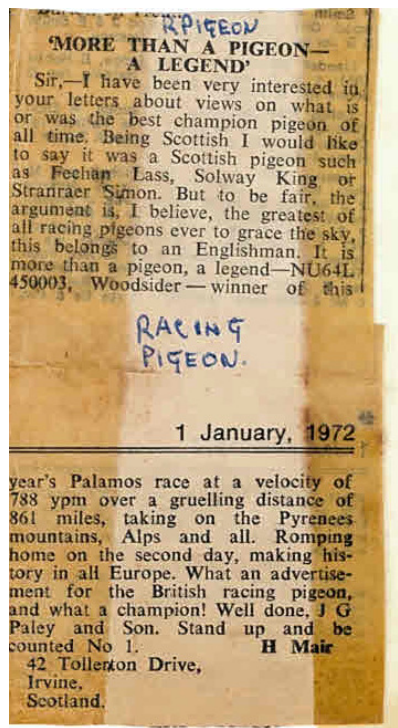 RPIGEON
'MORE THAN A PIGEON—
A LEGEND'
Sir,—I have been very interested in
your letters about views on what is
or was the best champion pigeon of
all time. Being Scottish I would like
to say it was a Scottish pigeon such
as Fechan Lass, Solway King or
Stranraer Simon. But to be fair, the
argument is, I believe, the greatest of
all racing pigeons ever to grace the sky,
this belongs to an Englishman. It is
more than a pigeon, a legend—NU64L
450003, Woodsider — winner of this
RACING
PIGEON.
1 January, 1972
year's Palamos race at a velocity of
788 ypm over a gruelling distance of
861 miles, taking on the Pyrenees
mountains, Alps and all. Romping
home on the second day, making his-
tory in all Europe. What an advertise-
ment for the British racing pigeon,
and what a champion! Well done, J G
Paley and Son. Stand up and be
counted No 1. H Mair
42 Tollerton Drive,
Irvine,
Scotland.